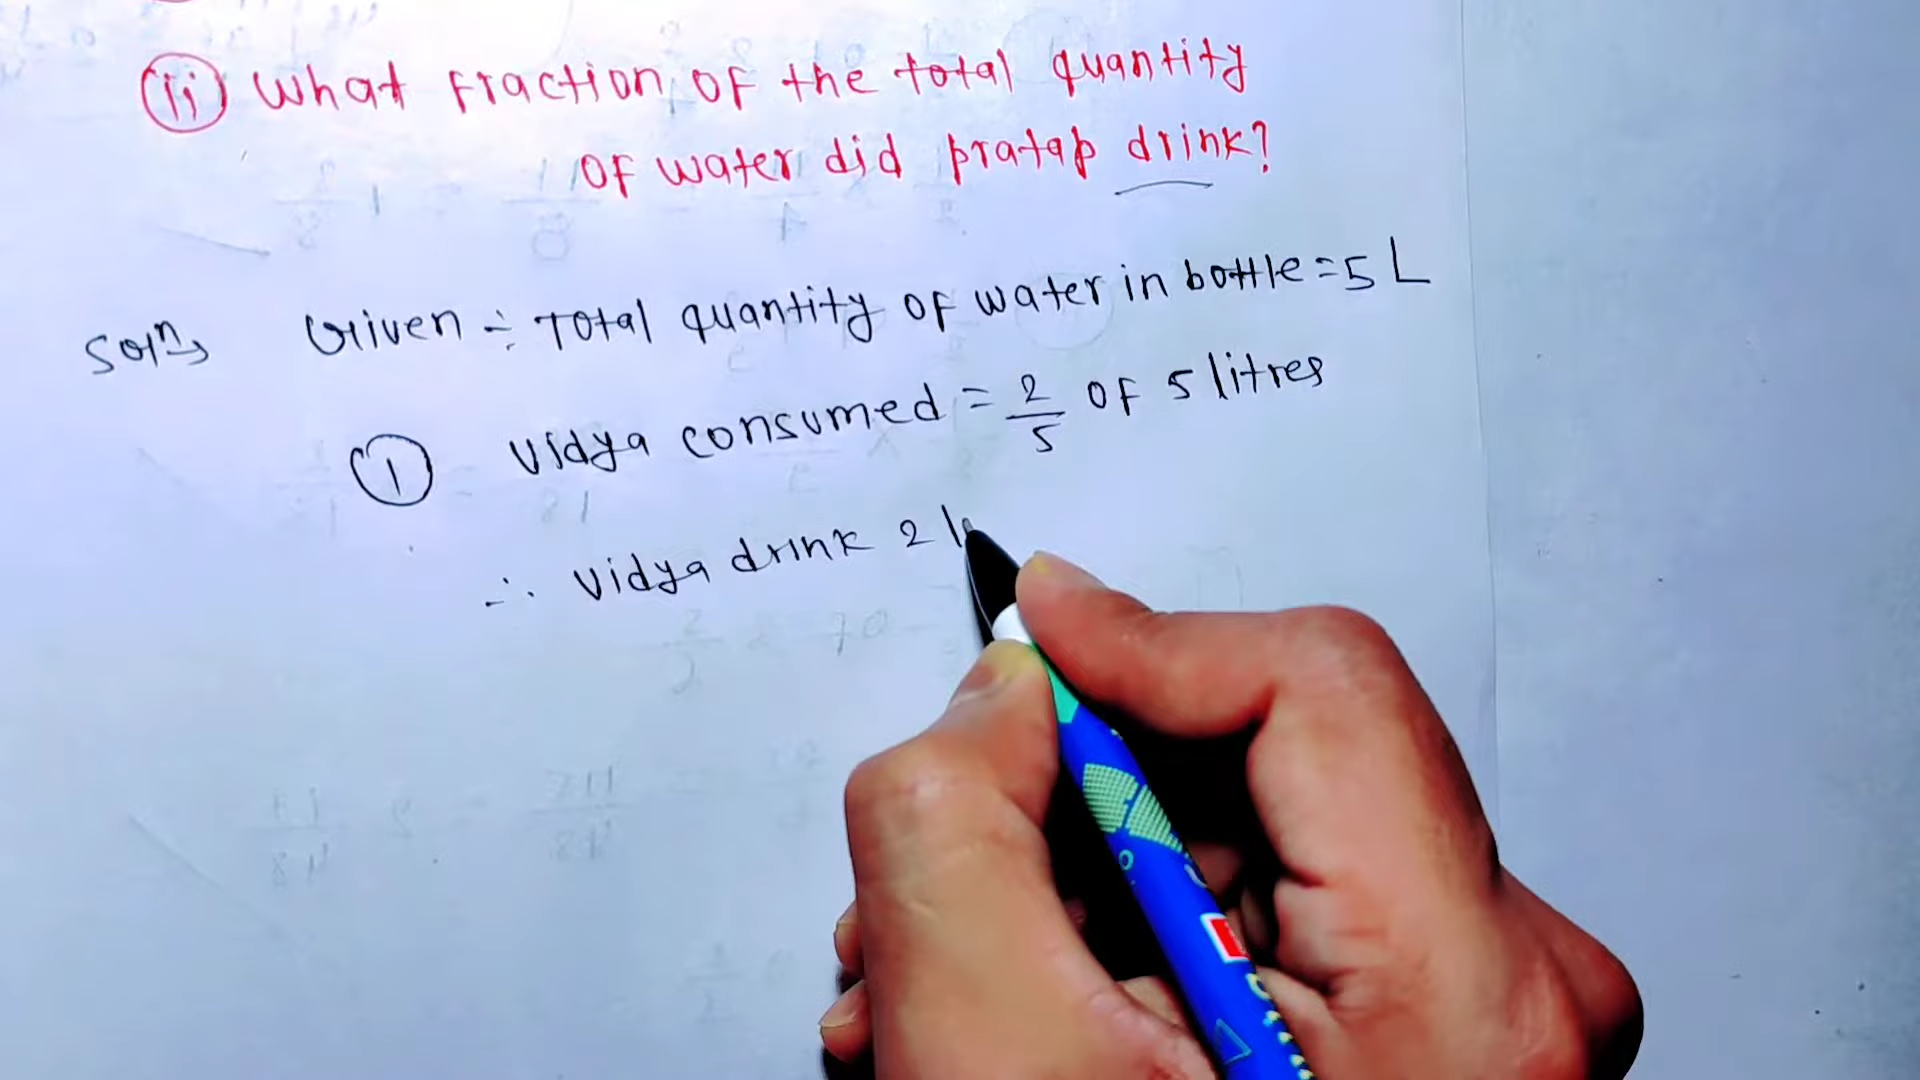 (ii) What fraction of the total quantity
of water did pratap drink?
Soln→ Given ÷ Total quantity of water in bottle = 5 L
(1) Vidya consumed = 2/5 of 5 litres
∴ Vidya drink 2 l